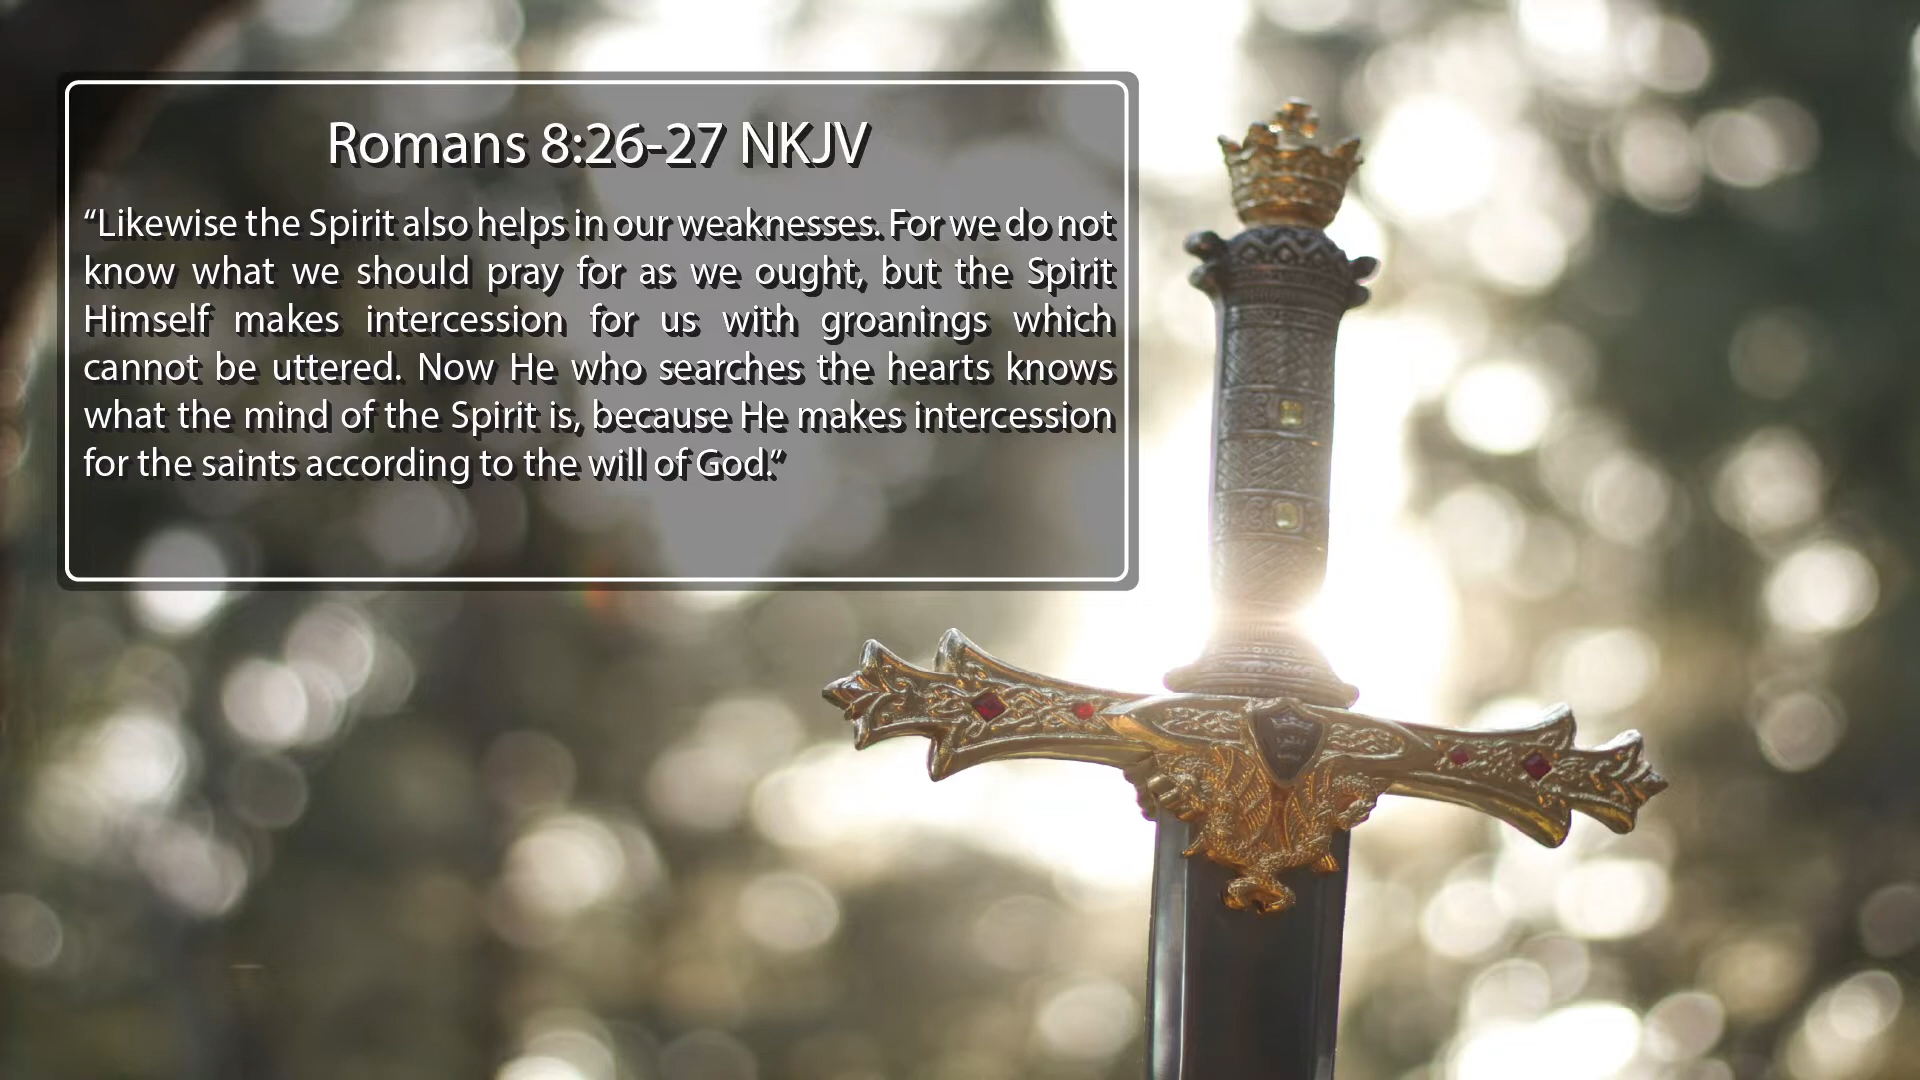 Romans 8:26-27 NKJV
“Likewise the Spirit also helps in our weaknesses. For we do not
know what we should pray for as we ought, but the Spirit
Himself makes intercession for us with groanings which
cannot be uttered. Now He who searches the hearts knows
what the mind of the Spirit is, because He makes intercession
for the saints according to the will of God.”